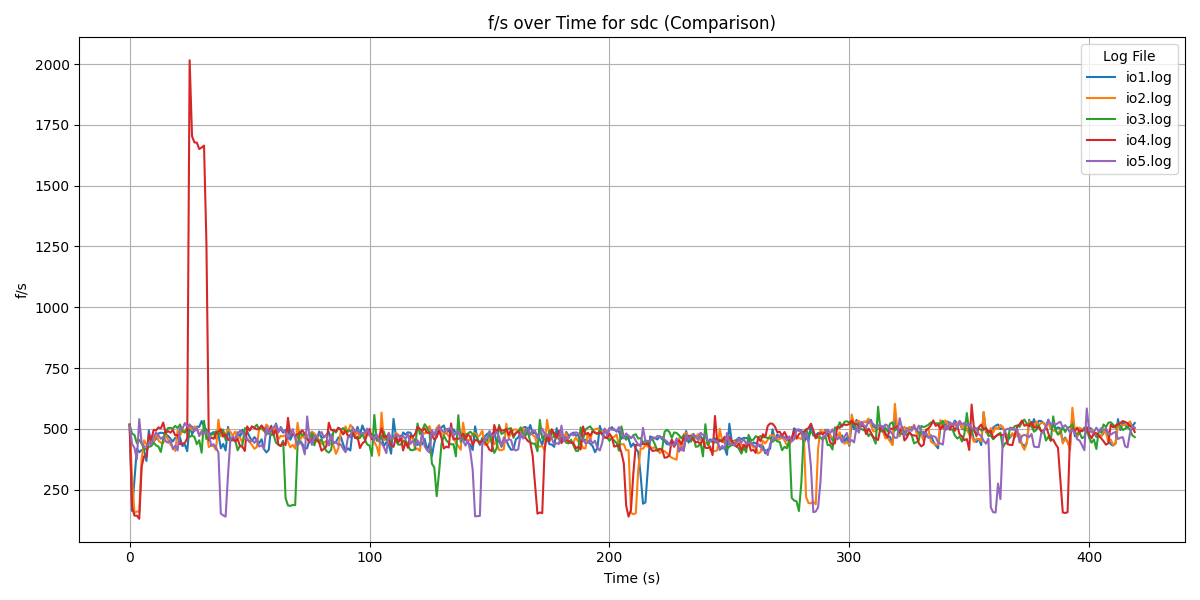 f/s over Time for sdc (Comparison)
Log File
io1.log
io2.log
io3.log
io4.log
io5.log
2000
1750
1500
1250
1000
750
500
250
f/s
0 100 200 300 400
Time (s)